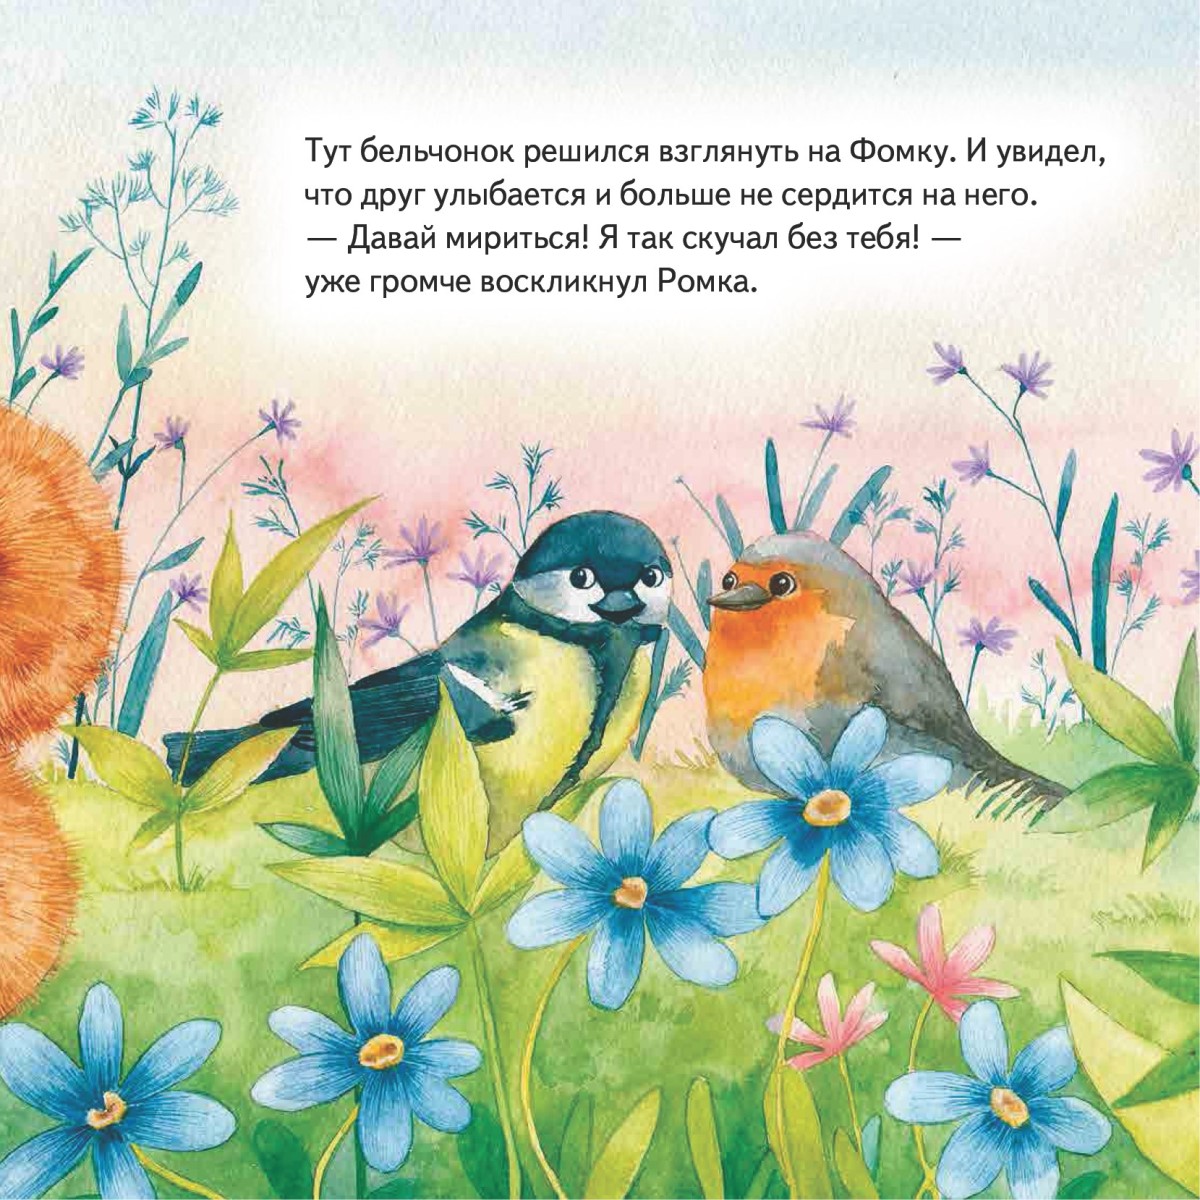 Тут бельчонок решился взглянуть на Фомку. И увидел,
что друг улыбается и больше не сердится на него.
— Давай мириться! Я так скучал без тебя! —
уже громче воскликнул Ромка.